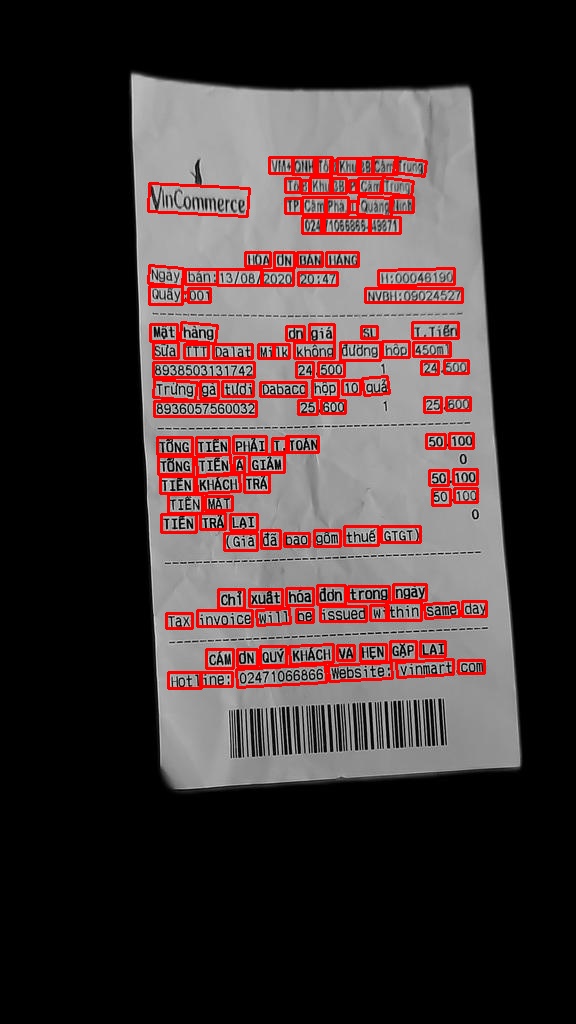 VinCommerce
VM+ QNH Tổ 3 Khu 3B Cẩm Trung
Tổ 3 Khu 3B P. Cẩm Trung
TP. Cẩm Phả, T. Quảng Ninh
024 71066866-49871
HÓA ĐƠN BÁN HÀNG
Ngày bán:13/08/2020 20:47 H:00046190
Quầy:001 NVBH:09024527
Mặt hàng Đơn giá SL T.Tiền
Sữa TTT Dalat Milk không đường hộp 450ml
8938503131742 24.500 1 24.500
Trứng gà tươi Dabaco hộp 10 quả
8936057560032 25.600 1 25.600
TỔNG TIỀN PHẢI T.TOÁN 50.100
TỔNG TIỀN ĐÃ GIẢM 0
TIỀN KHÁCH TRẢ 50.100
TIỀN MẶT 50.100
TIỀN TRẢ LẠI 0
(Giá đã bao gồm thuế GTGT)
Chỉ xuất hóa đơn trong ngày
Tax invoice will be issued within same day
CẢM ƠN QUÝ KHÁCH VÀ HẸN GẶP LẠI
Hotline: 02471066866 Website: vinmart.com